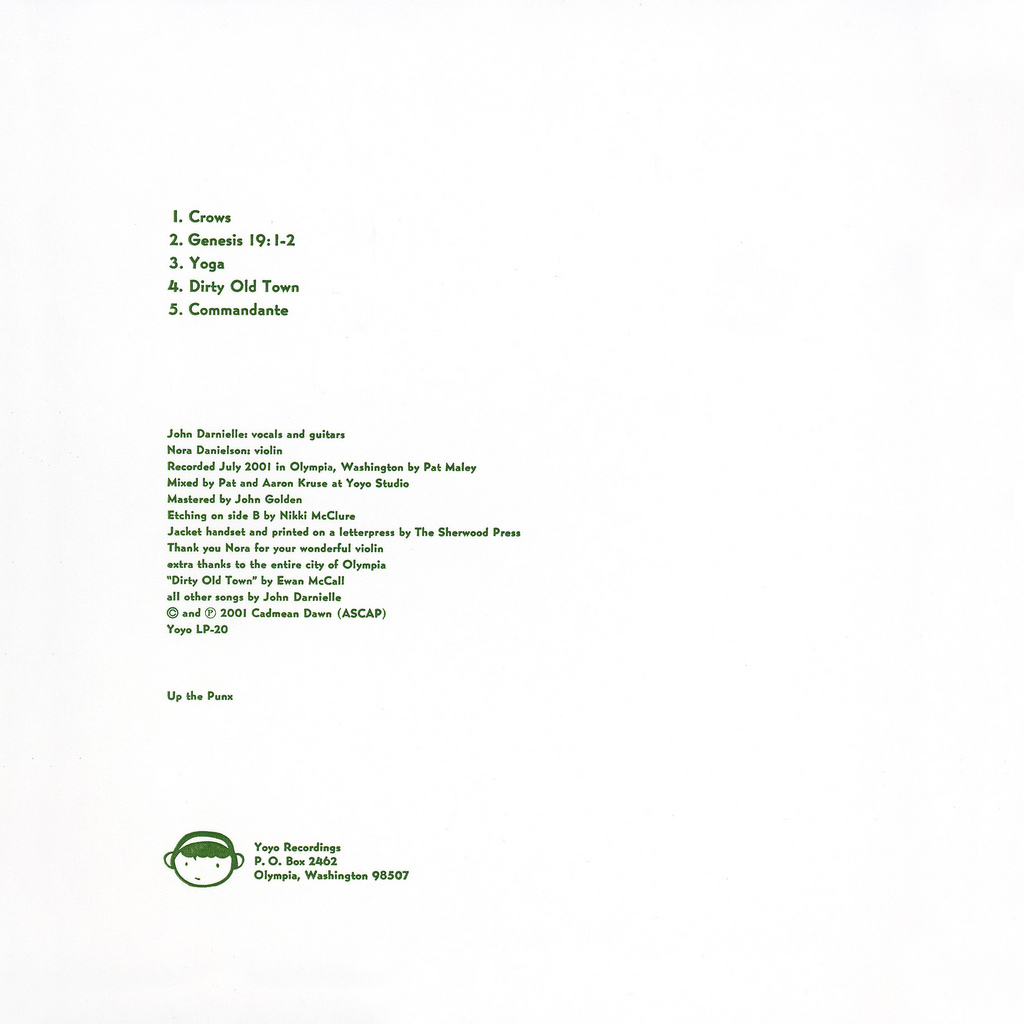 1. Crows
2. Genesis 19:1-2
3. Yoga
4. Dirty Old Town
5. Commandante
John Darnielle: vocals and guitars
Nora Danielson: violin
Recorded July 2001 in Olympia, Washington by Pat Maley
Mixed by Pat and Aaron Kruse at Yoyo Studio
Mastered by John Golden
Etching on side B by Nikki McClure
Jacket handset and printed on a letterpress by The Sherwood Press
Thank you Nora for your wonderful violin
extra thanks to the entire city of Olympia
"Dirty Old Town" by Ewan McCall
all other songs by John Darnielle
© and ℗ 2001 Cadmean Dawn (ASCAP)
Yoyo LP-20
Up the Punx
Yoyo Recordings
P. O. Box 2462
Olympia, Washington 98507